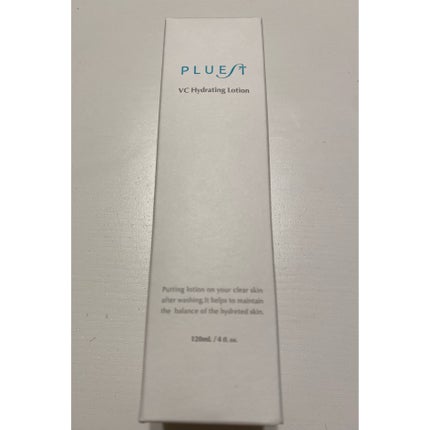 PLUEST
VC Hydrating Lotion
Putting lotion on your clear skin
after washing.It helps to maintain
the balance of the hydreted skin.
120mL / 4 fl. oz.